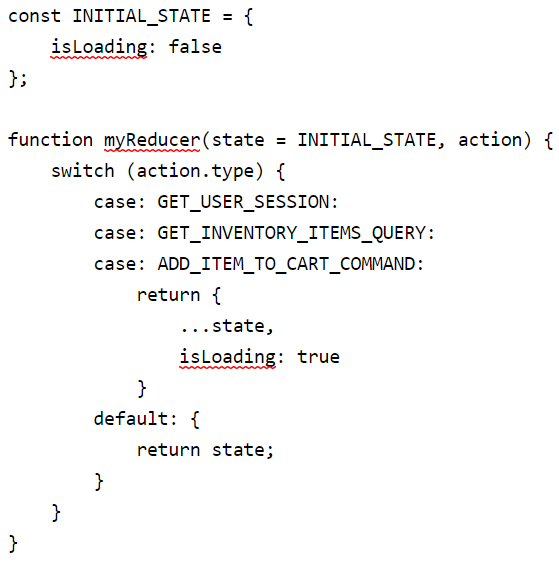 const INITIAL_STATE = {
    isLoading: false
};

function myReducer(state = INITIAL_STATE, action) {
    switch (action.type) {
        case: GET_USER_SESSION:
        case: GET_INVENTORY_ITEMS_QUERY:
        case: ADD_ITEM_TO_CART_COMMAND:
            return {
                ...state,
                isLoading: true
            }
        default: {
            return state;
        }
    }
}